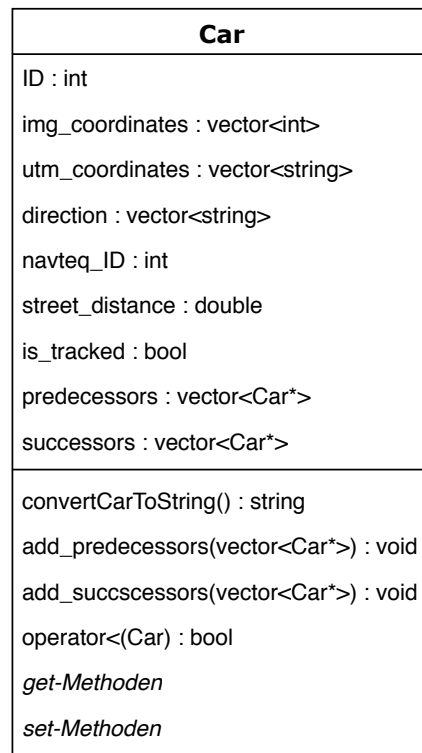 Car
ID : int
img_coordinates : vector<int>
utm_coordinates : vector<string>
direction : vector<string>
navteq_ID : int
street_distance : double
is_tracked : bool
predecessors : vector<Car*>
successors : vector<Car*>
convertCarToString() : string
add_predecessors(vector<Car*>) : void
add_succscessors(vector<Car*>) : void
operator<(Car) : bool
get-Methoden
set-Methoden